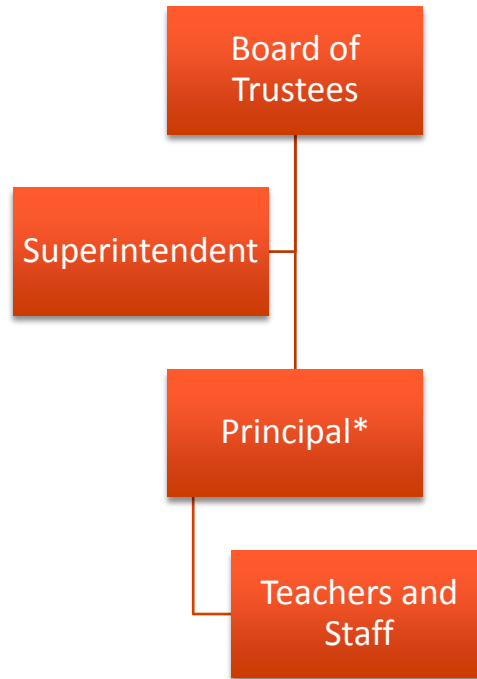 Board of
Trustees
Superintendent
Principal*
Teachers and
Staff